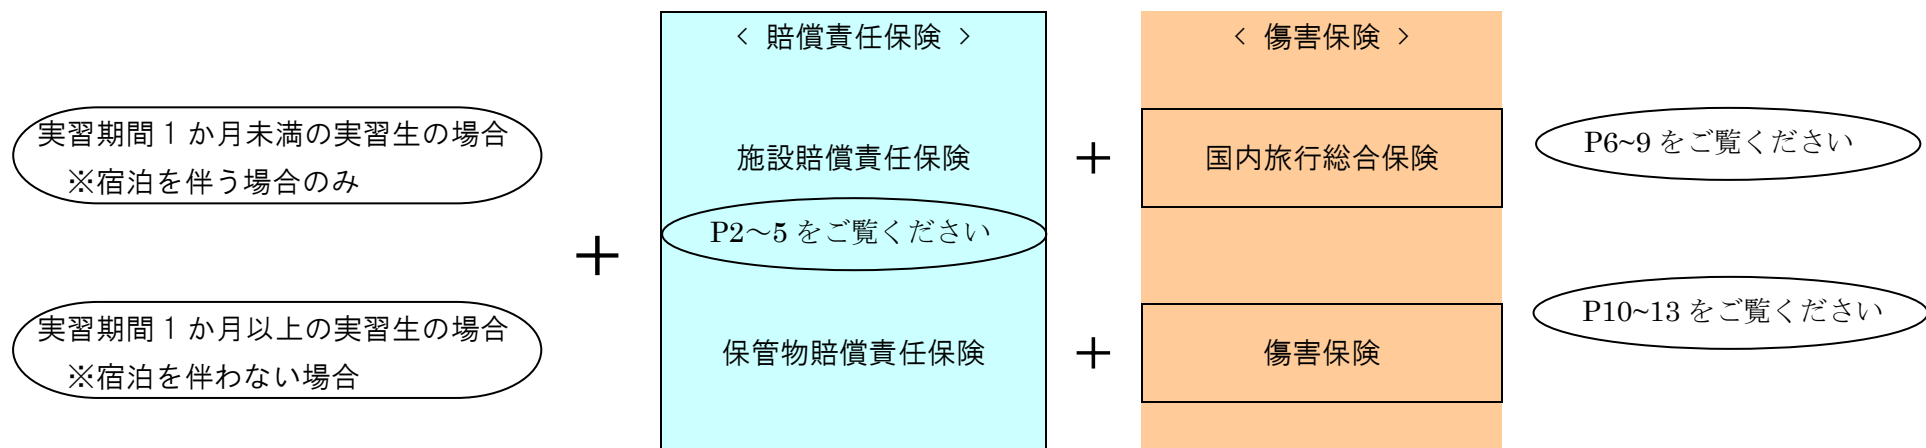 < 賠償責任保険 >
< 傷害保険 >
実習期間1か月未満の実習生の場合
※宿泊を伴う場合のみ
施設賠償責任保険
+
国内旅行総合保険
P6~9 をご覧ください
P2～5 をご覧ください
+
実習期間1か月以上の実習生の場合
※宿泊を伴わない場合
保管物賠償責任保険
+
傷害保険
P10~13 をご覧ください